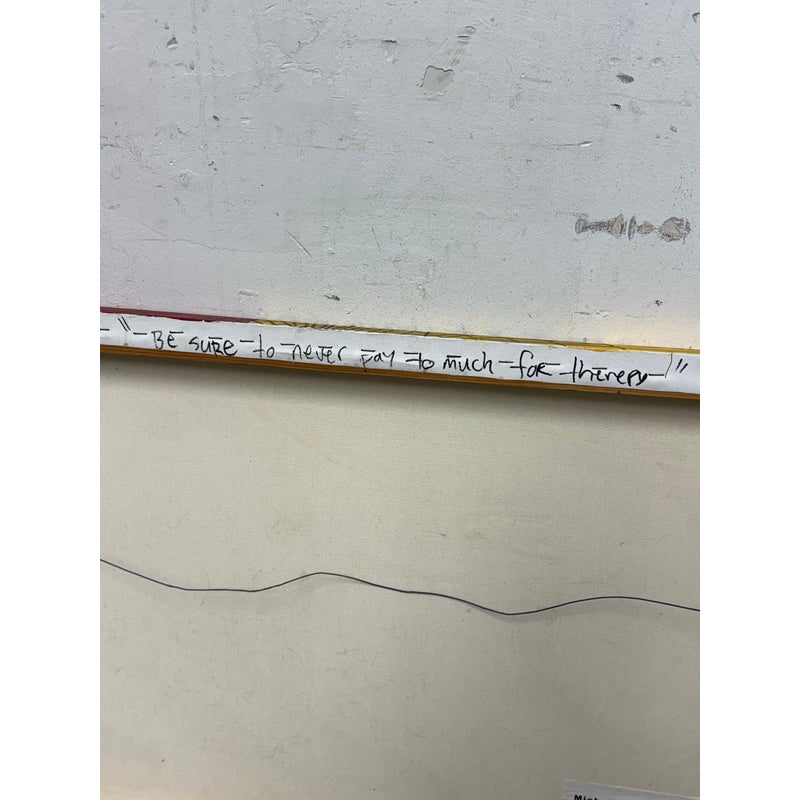 - "- BE SURE to never pay to much for therepy - !"